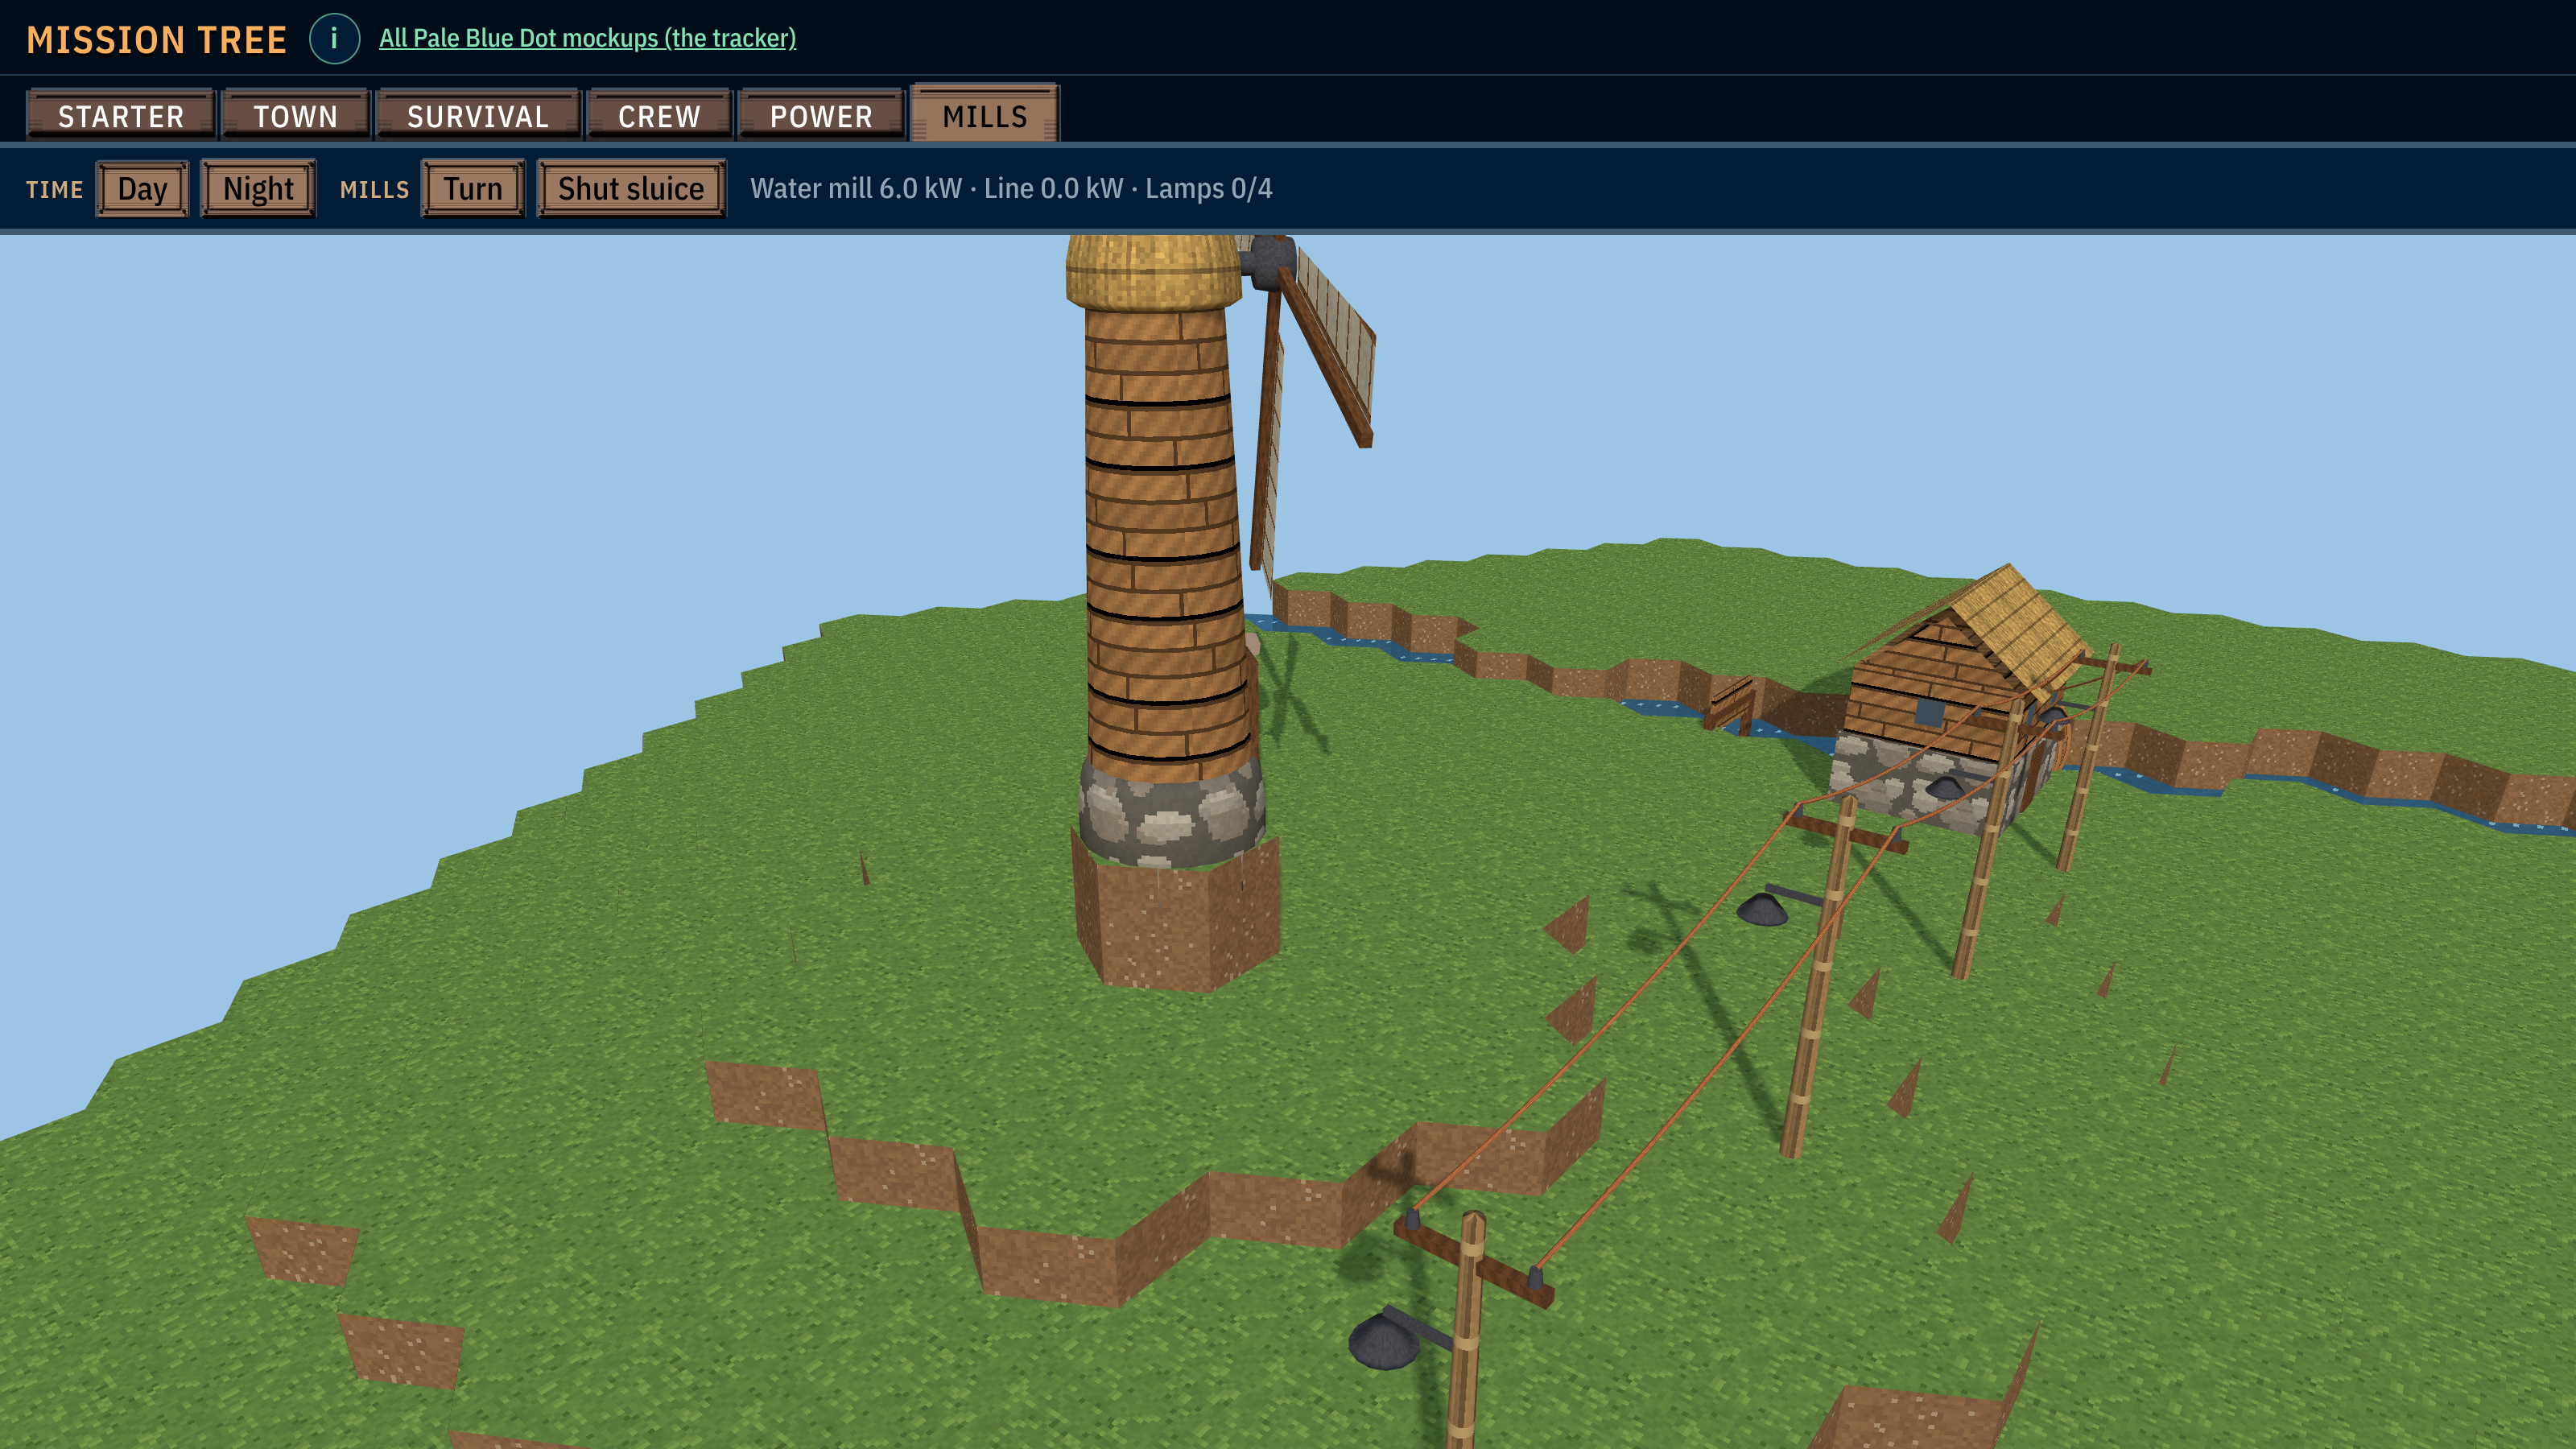 MISSION TREE i All Pale Blue Dot mockups (the tracker)
STARTER TOWN SURVIVAL CREW POWER MILLS
TIME Day Night MILLS Turn Shut sluice Water mill 6.0 kW · Line 0.0 kW · Lamps 0/4